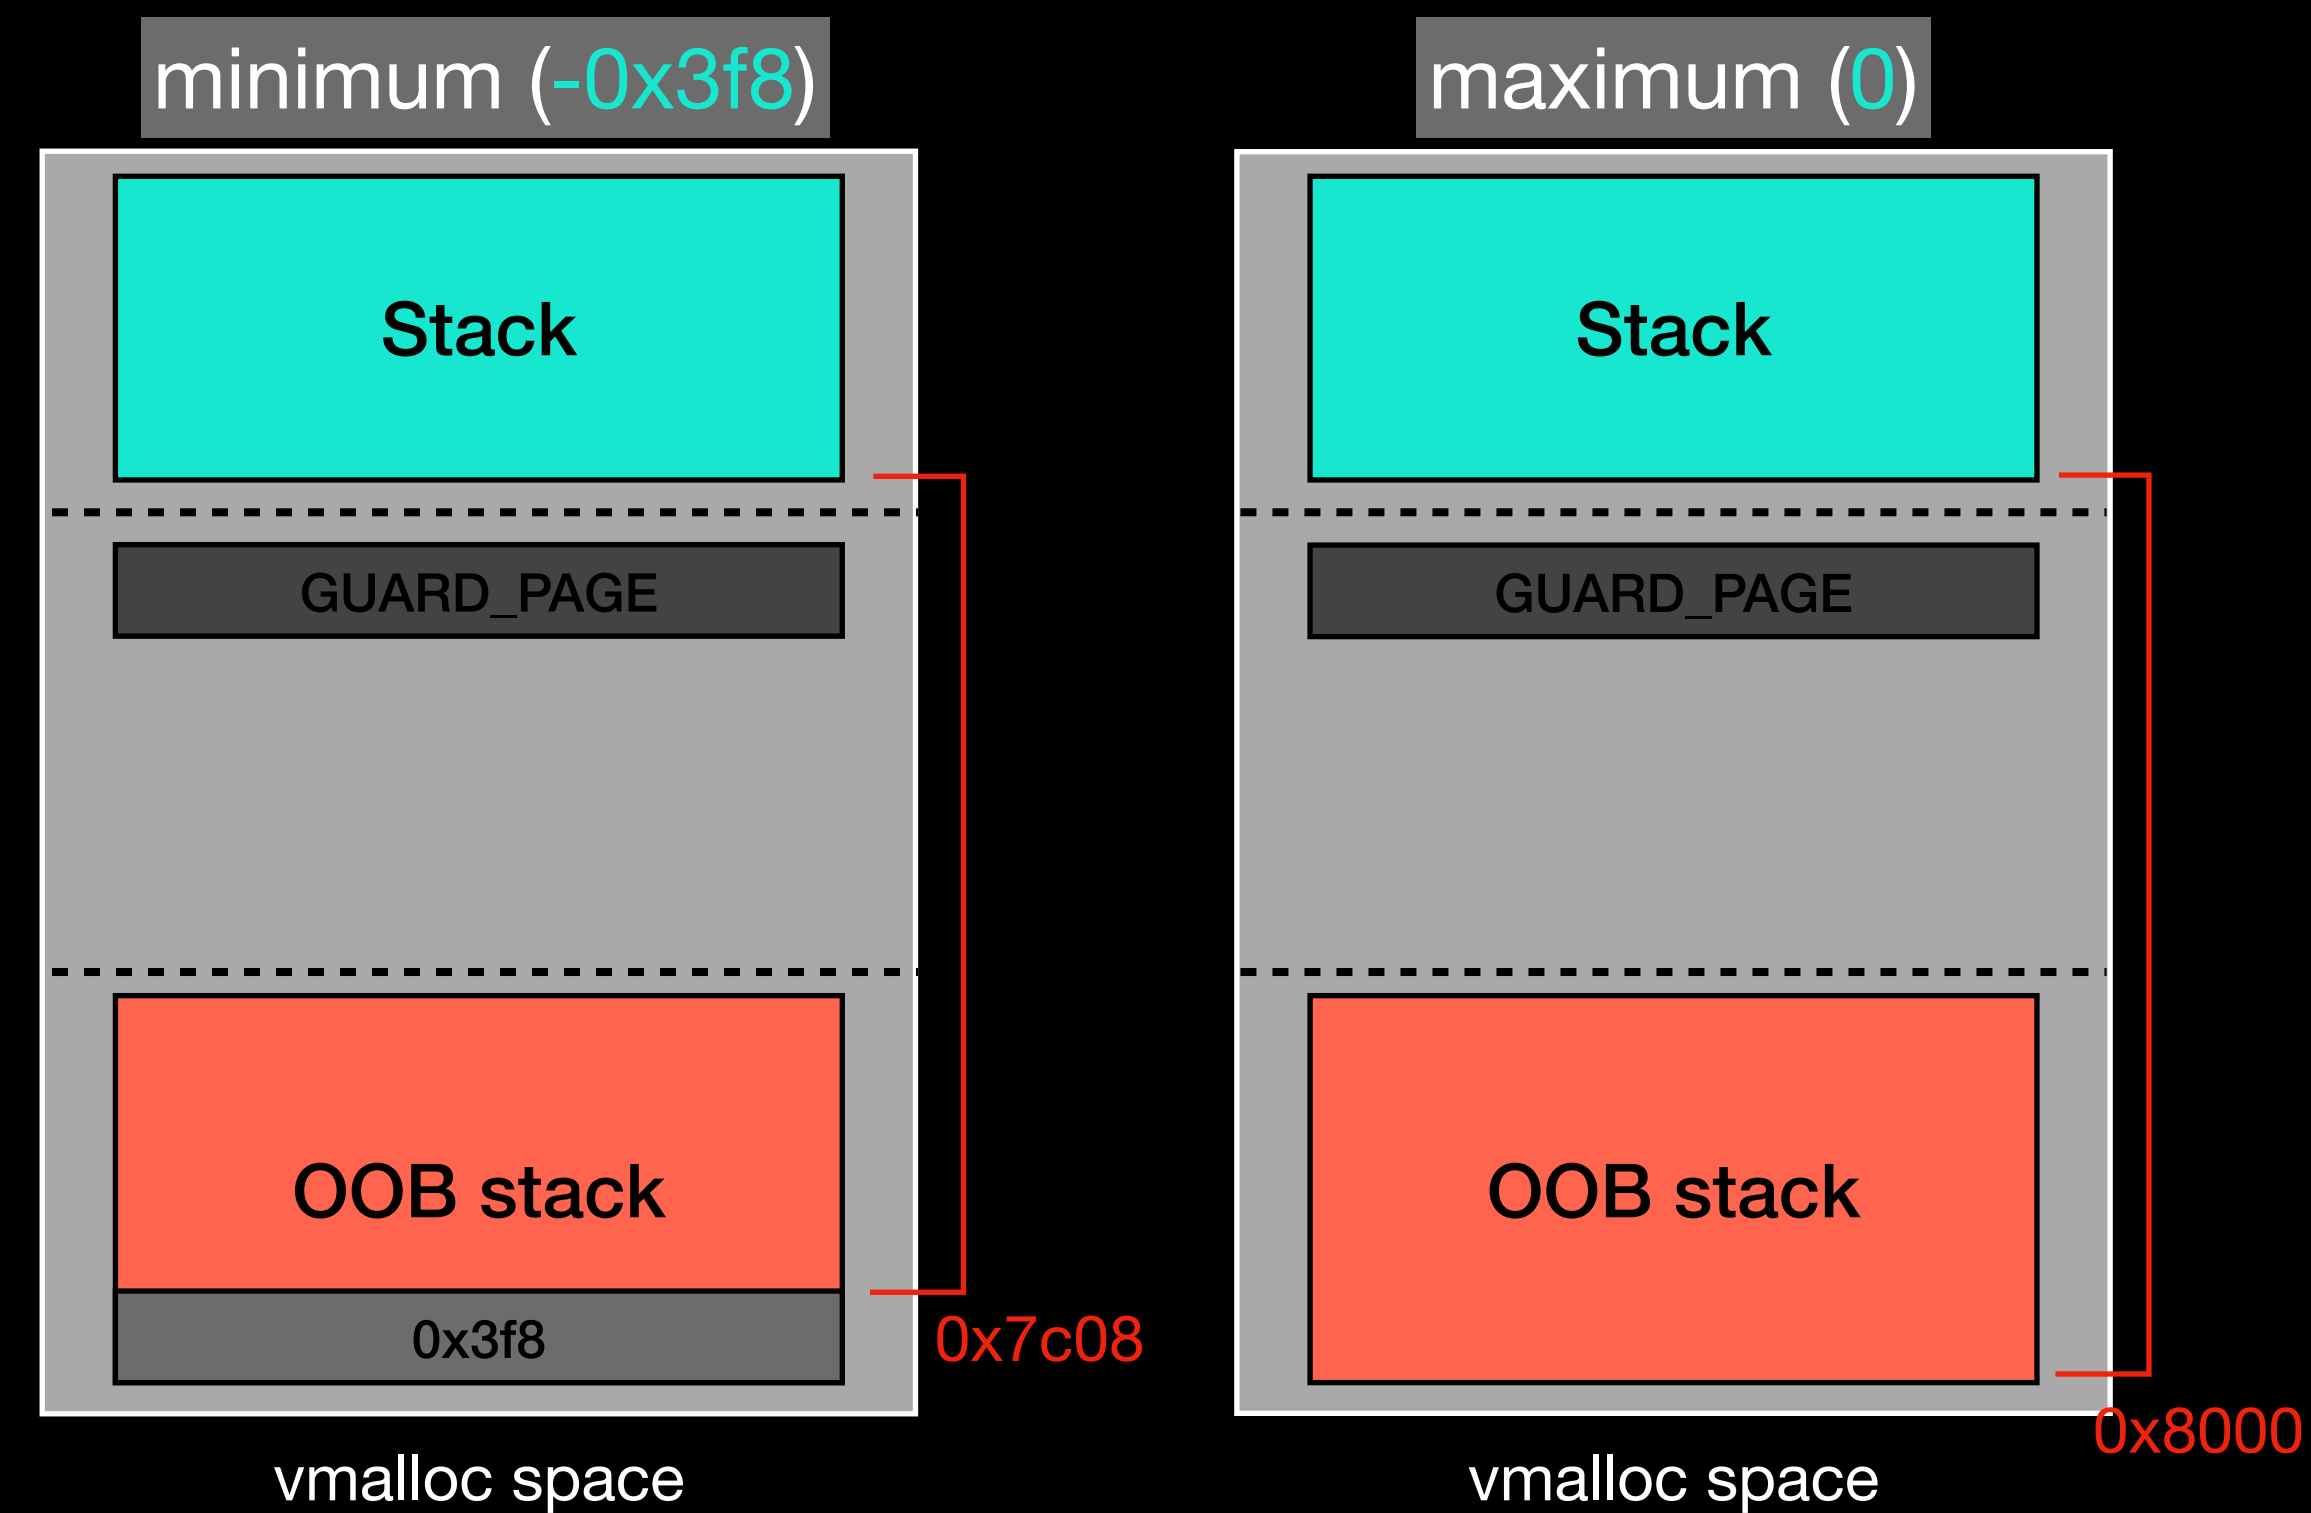 minimum (-0x3f8)
Stack
GUARD_PAGE
OOB stack
0x3f8
0x7c08
vmalloc space
maximum (0)
Stack
GUARD_PAGE
OOB stack
0x8000
vmalloc space